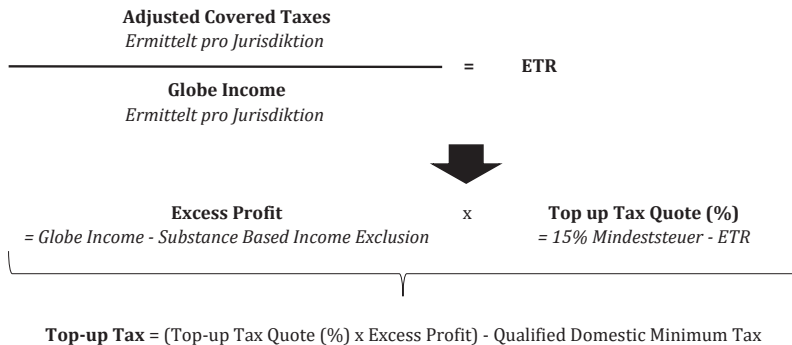 Adjusted Covered Taxes
Ermittelt pro Jurisdiktion
= ETR
Globe Income
Ermittelt pro Jurisdiktion
Excess Profit x Top up Tax Quote (%)
= Globe Income - Substance Based Income Exclusion = 15% Mindeststeuer - ETR
Top-up Tax = (Top-up Tax Quote (%) x Excess Profit) - Qualified Domestic Minimum Tax